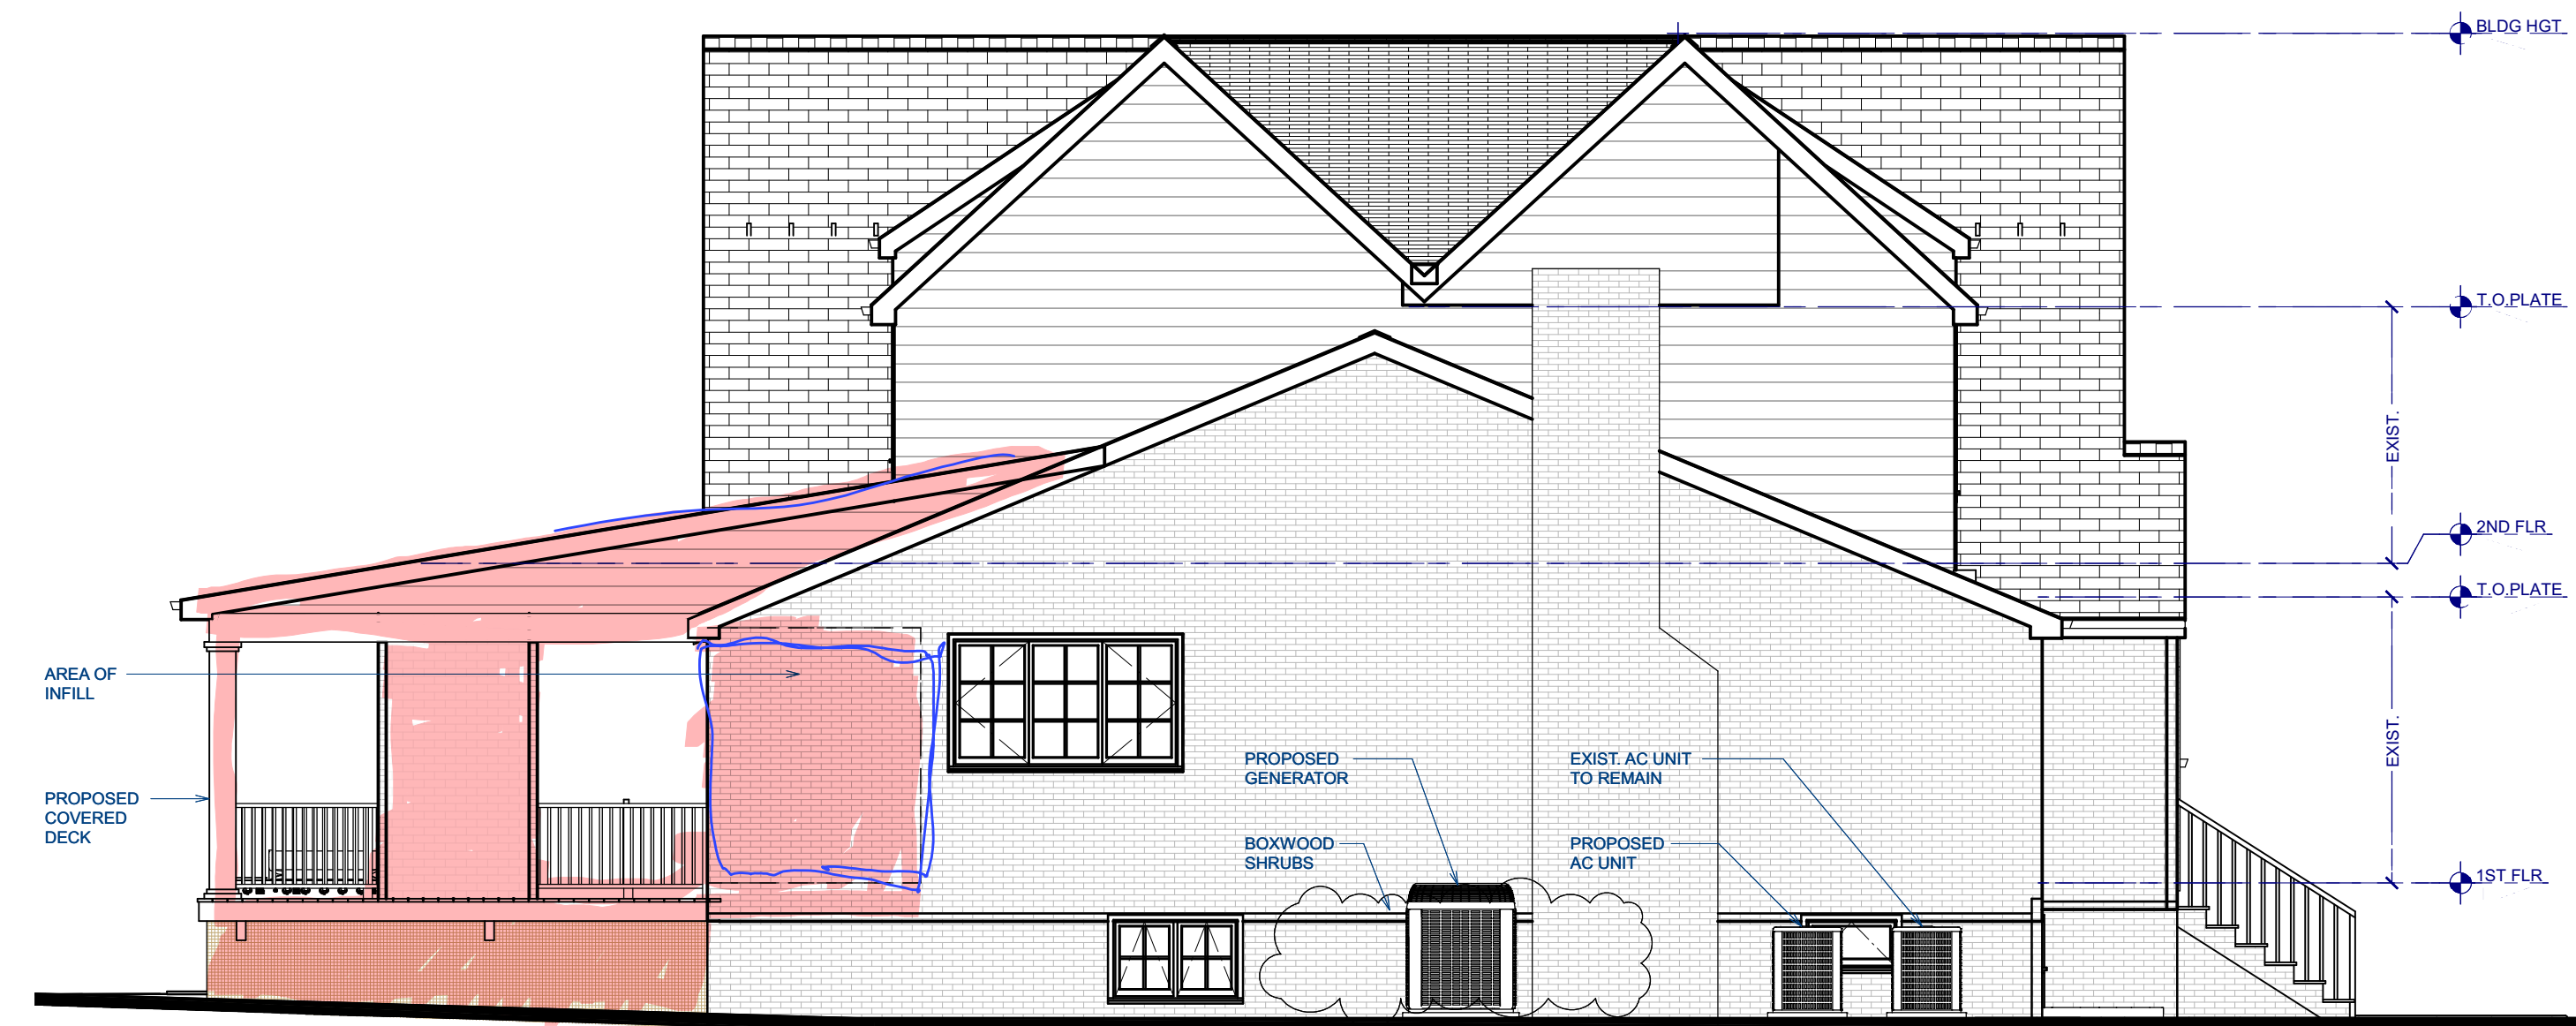 BLDG HGT
T.O.PLATE
EXIST.
2ND FLR
T.O.PLATE
AREA OF
INFILL
EXIST.
PROPOSED
GENERATOR
EXIST. AC UNIT
TO REMAIN
PROPOSED
COVERED
DECK
BOXWOOD
SHRUBS
PROPOSED
AC UNIT
1ST FLR